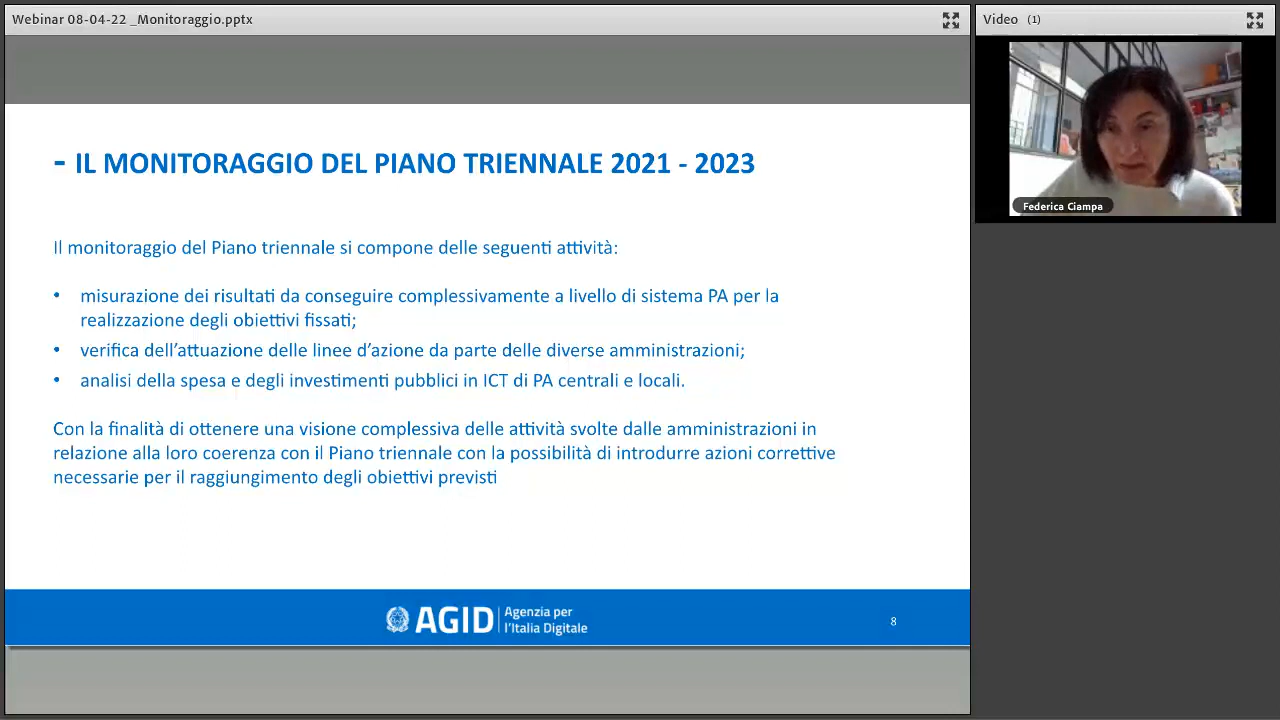 Webinar 08-04-22 _Monitoraggio.pptx
Video (1)
- IL MONITORAGGIO DEL PIANO TRIENNALE 2021 - 2023
Il monitoraggio del Piano triennale si compone delle seguenti attività:
• misurazione dei risultati da conseguire complessivamente a livello di sistema PA per la
realizzazione degli obiettivi fissati;
• verifica dell’attuazione delle linee d’azione da parte delle diverse amministrazioni;
• analisi della spesa e degli investimenti pubblici in ICT di PA centrali e locali.
Con la finalità di ottenere una visione complessiva delle attività svolte dalle amministrazioni in
relazione alla loro coerenza con il Piano triennale con la possibilità di introdurre azioni correttive
necessarie per il raggiungimento degli obiettivi previsti
AGID Agenzia per
l’Italia Digitale
8
Federica Ciampa